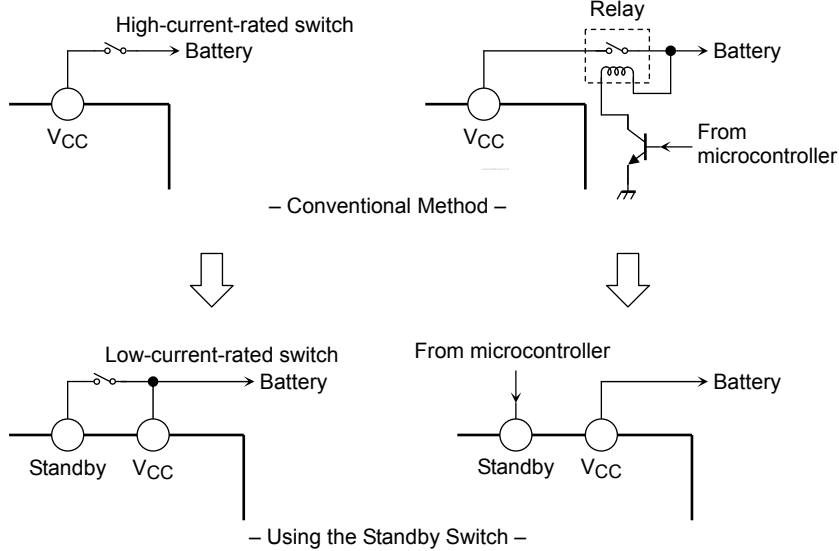 High-current-rated switch
Battery
VCC
Relay
Battery
VCC
From
microcontroller
– Conventional Method –
Low-current-rated switch
Battery
Standby
VCC
From microcontroller
Battery
Standby
VCC
– Using the Standby Switch –